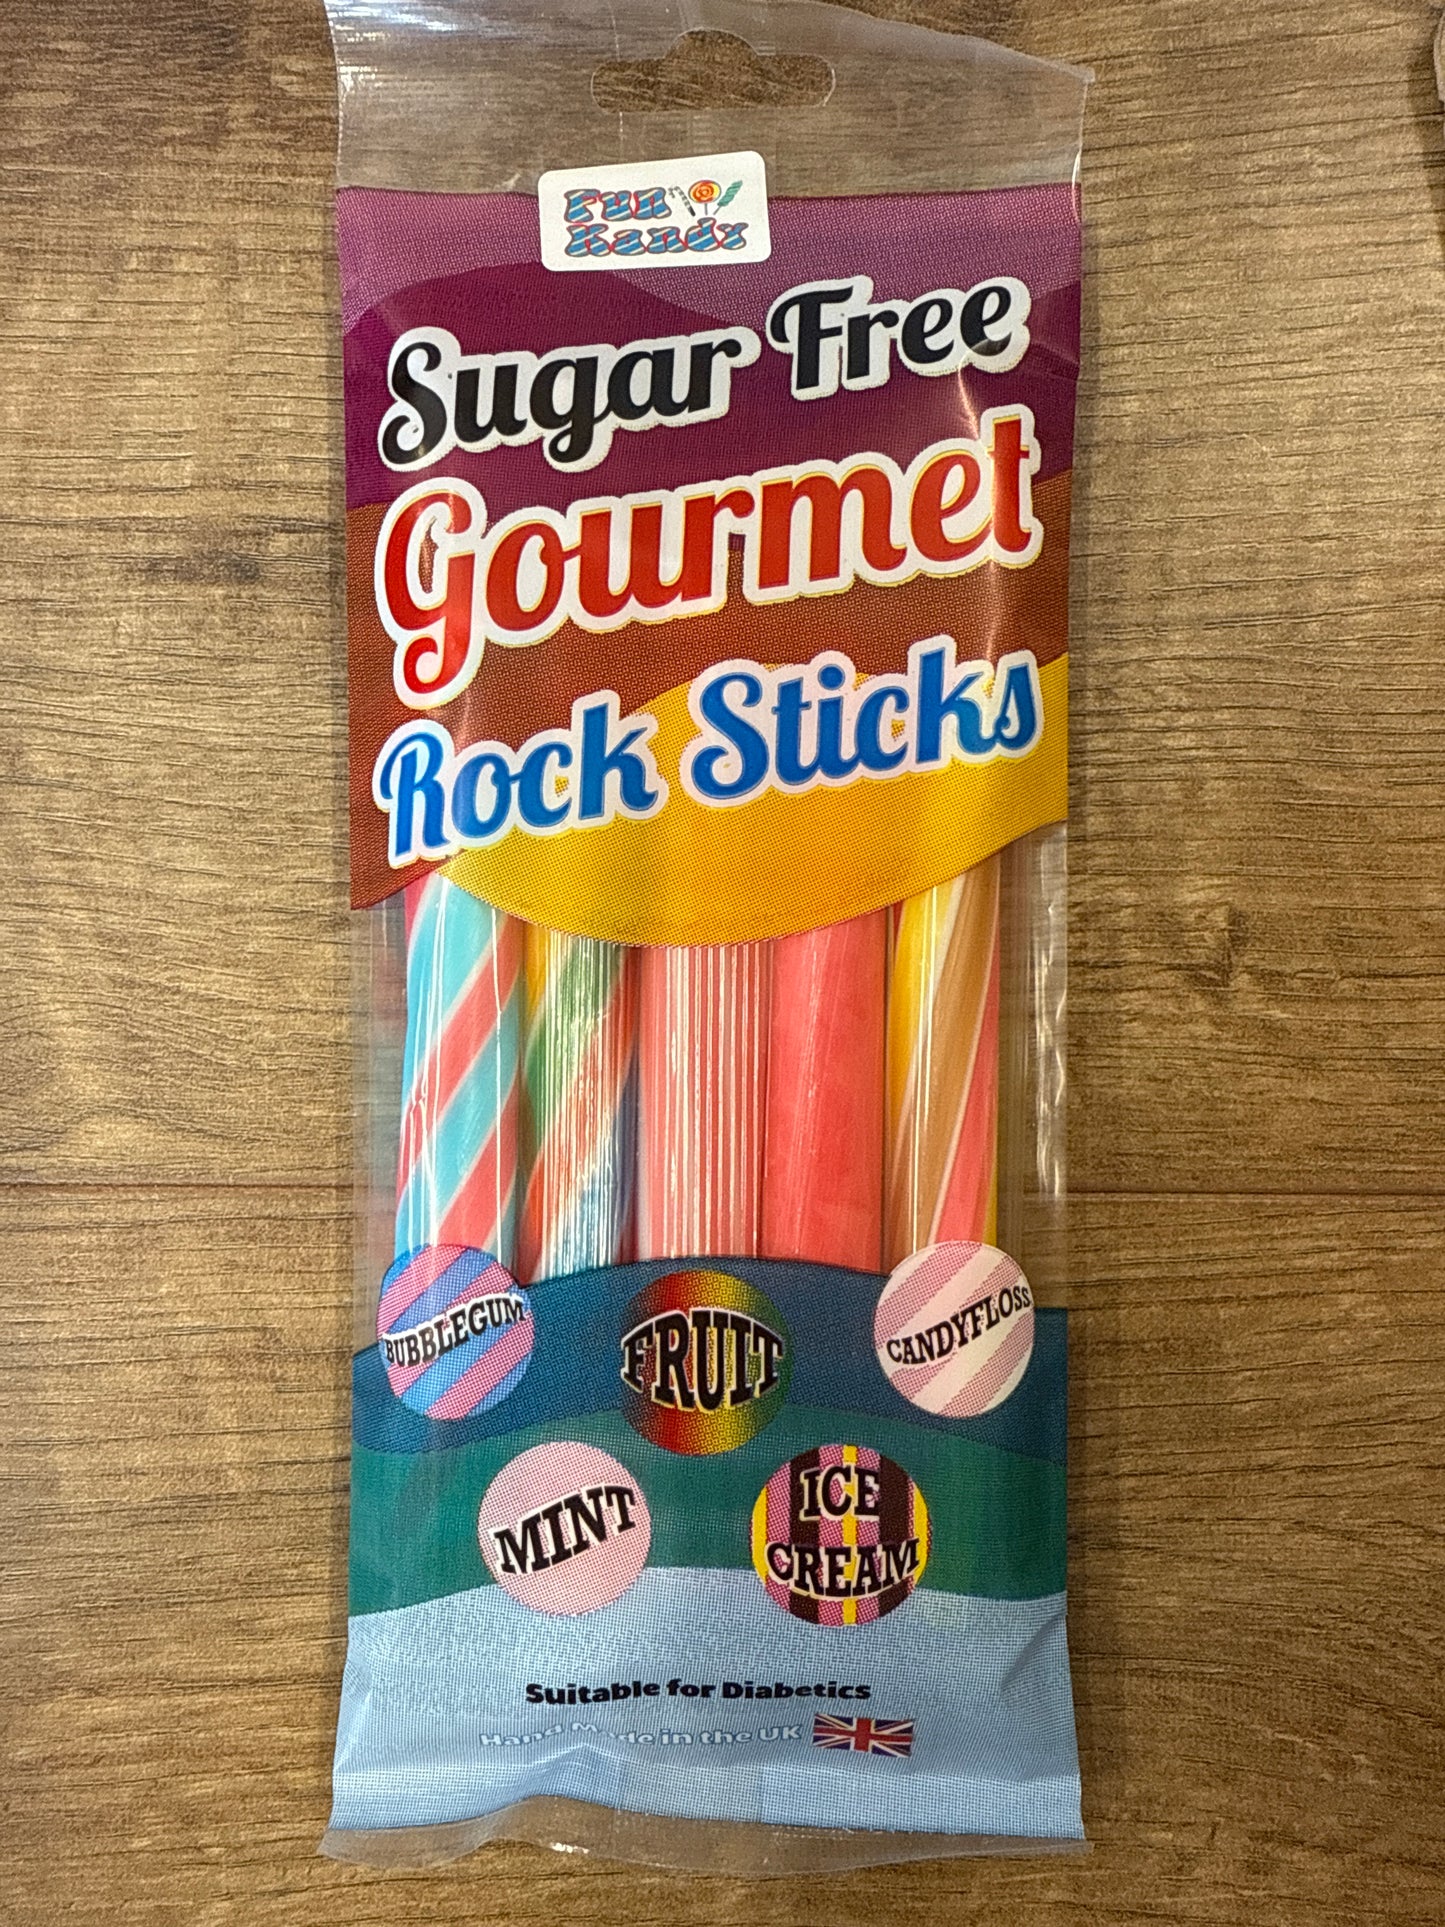 Fun
Kandy
Sugar Free
Gourmet
Rock Sticks
BUBBLEGUM
FRUIT
CANDYFLOSS
MINT
ICE
CREAM
Suitable for Diabetics
Hand Made in the UK